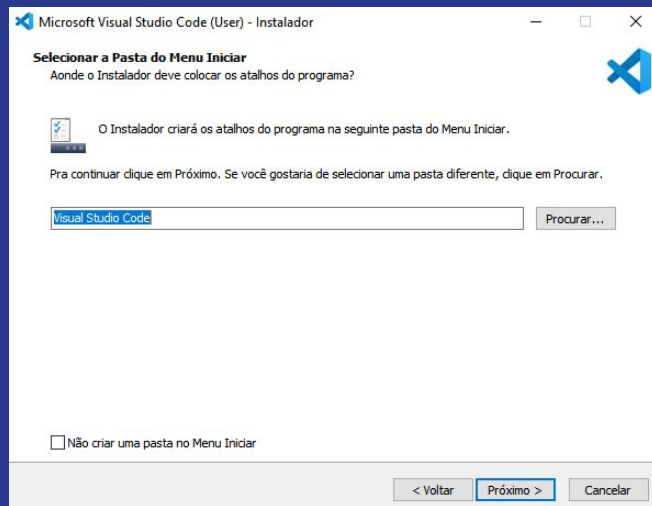 Microsoft Visual Studio Code (User) - Instalador
Selecionar a Pasta do Menu Iniciar
Aonde o Instalador deve colocar os atalhos do programa?
O Instalador criará os atalhos do programa na seguinte pasta do Menu Iniciar.
Pra continuar clique em Próximo. Se você gostaria de selecionar uma pasta diferente, clique em Procurar.
Visual Studio Code
Procurar...
Não criar uma pasta no Menu Iniciar
< Voltar
Próximo >
Cancelar